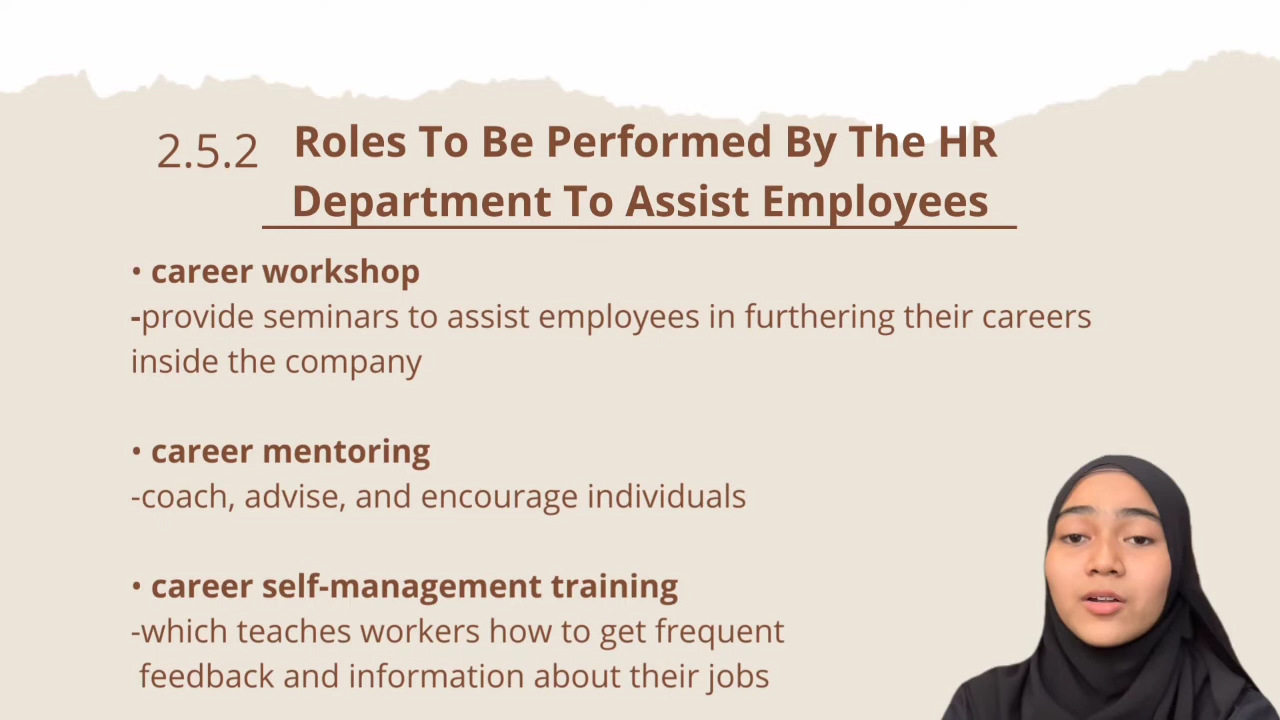 2.5.2 Roles To Be Performed By The HR
Department To Assist Employees
• career workshop
-provide seminars to assist employees in furthering their careers
inside the company
• career mentoring
-coach, advise, and encourage individuals
• career self-management training
-which teaches workers how to get frequent
feedback and information about their jobs